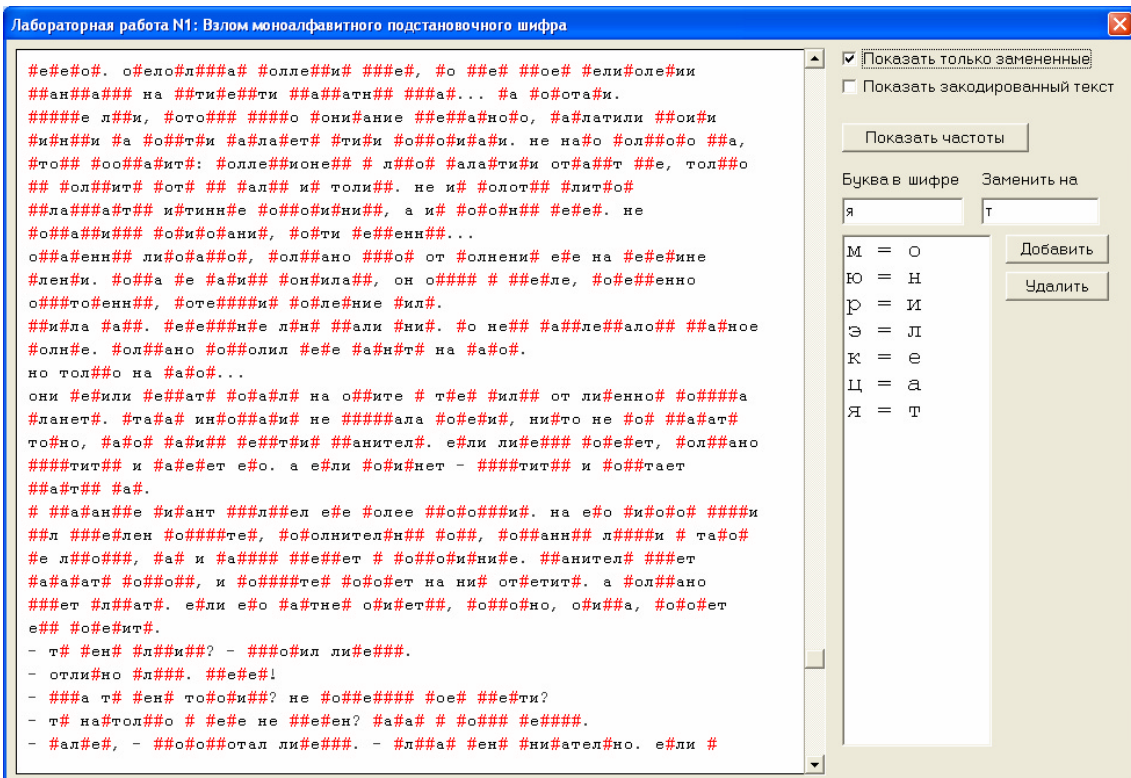 Лабораторная работа N1: Взлом моноалфавитного подстановочного шифра
#е#е#о#. о#ело#л###а# #олле##и# ###е#, #о ##е# ##ое# #ели#оле#ии
##ан##а### на ##ти#е##ти ##а##атн## ###а#... #а #о#ота#и.
#####е л##и, #ото### ####о #они#ание ##е##а#но#о, #а#латили ##ои#и
#и#н##и #а #о##т#и #а#ла#ет# #ти#и #о##о#и#а#и. не на#о #ол##о#о ##а,
#то## #оо##а#ит#: #олле##ионе## # л##о# #ала#ти#и от#а##т ##е, тол##о
## #ол##ит# #от# ## #ал## и# толи##. не и# #олот## #лит#о#
##ла###а#т## и#тинн#е #о##о#и#ни##, а и# #о#о#н## #е#е#. не
#о##а##и### #о#и#о#ани#, #о#ти #е##енн##...
о##а#енн## ли#о#а##о#, #ол##ано ###о# от #олнени# е#е на #е#е#ине
#лен#и. #о##а #е #а#и## #он#ила##, он о#### # ##е#ле, #о#е##енно
о###то#енн##, #оте####и# #о#ле#ние #ил#.
##и#ла #а##. #е#е###н#е л#н# ##али #ни#. #о не## #а##ле##ало## ##а#ное
#олн#е. #ол##ано #о##олил #е#е #а#н#т# на #а#о#.
но тол##о на #а#о#...
они #е#или #е##ат# #о#а#л# на о##ите # т#е# #ил## от ли#енно# #о####а
#ланет#. #та#а# ин#о##а#и# не #####ала #о#е#и#, ни#то не #о# ##а#ат#
то#но, #а#о# #а#и## #е##т#и# ##анител#. е#ли ли#е### #о#е#ет, #ол##ано
####тит## и #а#е#ет е#о. а е#ли #о#и#нет - ####тит## и #о##тает
##а#т## #а#.
# ##а#ан##е #и#ант ###л##ел е#е #олее ##о#о###и#. на е#о #и#о#о# ####и
##л ###е#лен #о####те#, #о#олнител#н## #о##, #о##анн## л####и # та#о#
#е л##о###, #а# и #а#### ##е##ет # #о##о#и#ни#е. ##анител# ###ет
#а#а#ат# #о##о##, и #о####те# #о#о#ет на ни# от#етит#. а #ол##ано
###ет #л##ат#. е#ли е#о #а#тне# о#и#ет##, #о##о#но, о#и##а, #о#о#ет
е## #о#е#ит#.
- т# #ен# #л##и##? - ###о#ил ли#е###.
- отли#но #л###. ##е#е#!
- ###а т# #ен# то#о#и##? не #о##е#### #ое# ##е#ти?
- т# на#тол##о # #е#е не ##е#ен? #а#а# # #о### #е####.
- #ал#е#, - ##о#о##отал ли#е###. - #л##а# #ен# #ни#ател#но. е#ли #
Показать только замененные
Показать закодированный текст
Показать частоты
Буква в шифре Заменить на
я т
м = о
ю = н
р = и
э = л
к = е
ц = а
я = т
Добавить
Удалить